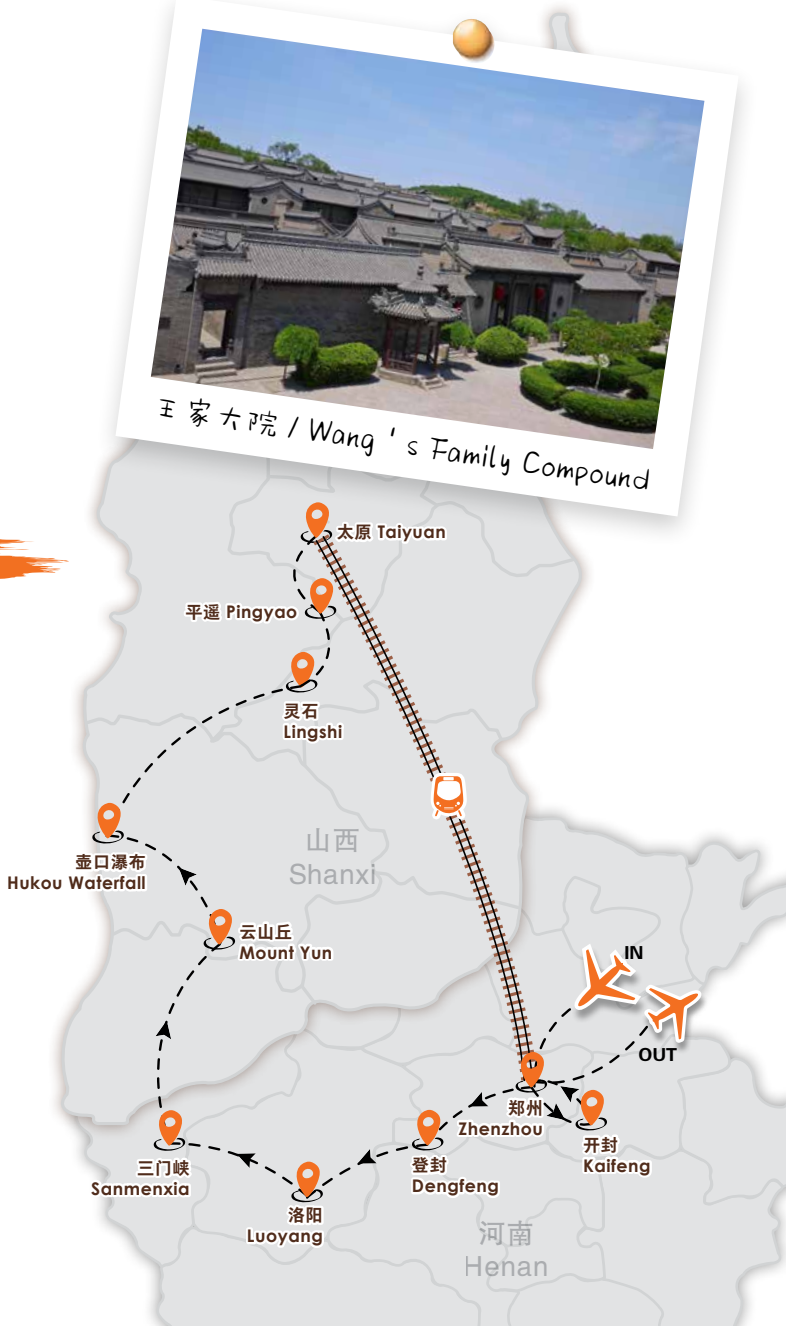 王家大院 / Wang ' s Family Compound
太原 Taiyuan
平遥 Pingyao
灵石
Lingshi
山西
Shanxi
壶口瀑布
Hukou Waterfall
云山丘
Mount Yun
IN
OUT
郑州
Zhenzhou
开封
Kaifeng
登封
Dengfeng
三门峡
Sanmenxia
洛阳
Luoyang
河南
Henan